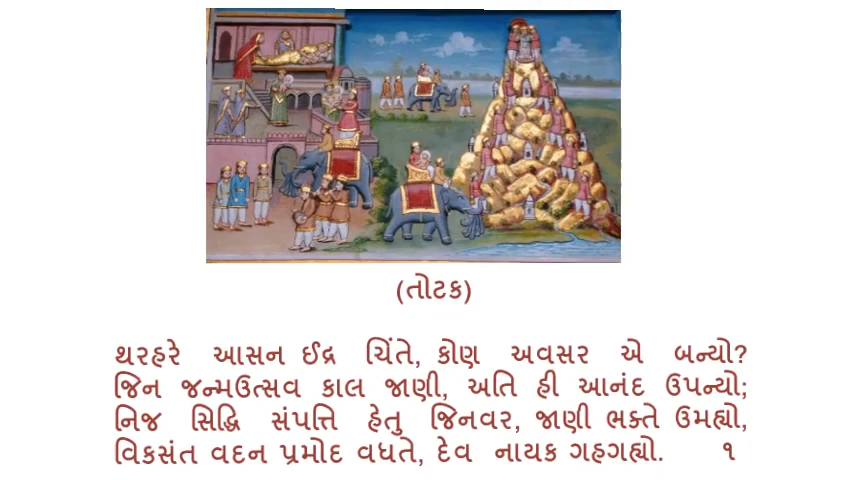 (તોટક)
થરહરે આસન ઈદ્ર ચિંતે, કોણ અવસર એ બન્યો?
જિન જન્મઉત્સવ કાલ જાણી, અતિ હી આનંદ ઉપન્યો;
નિજ સિદ્ધિ સંપત્તિ હેતુ જિનવર, જાણી ભક્તે ઉમહ્યો,
વિકસંત વદન પ્રમોદ વધતે, દેવ નાયક ગહગહ્યો. ૧